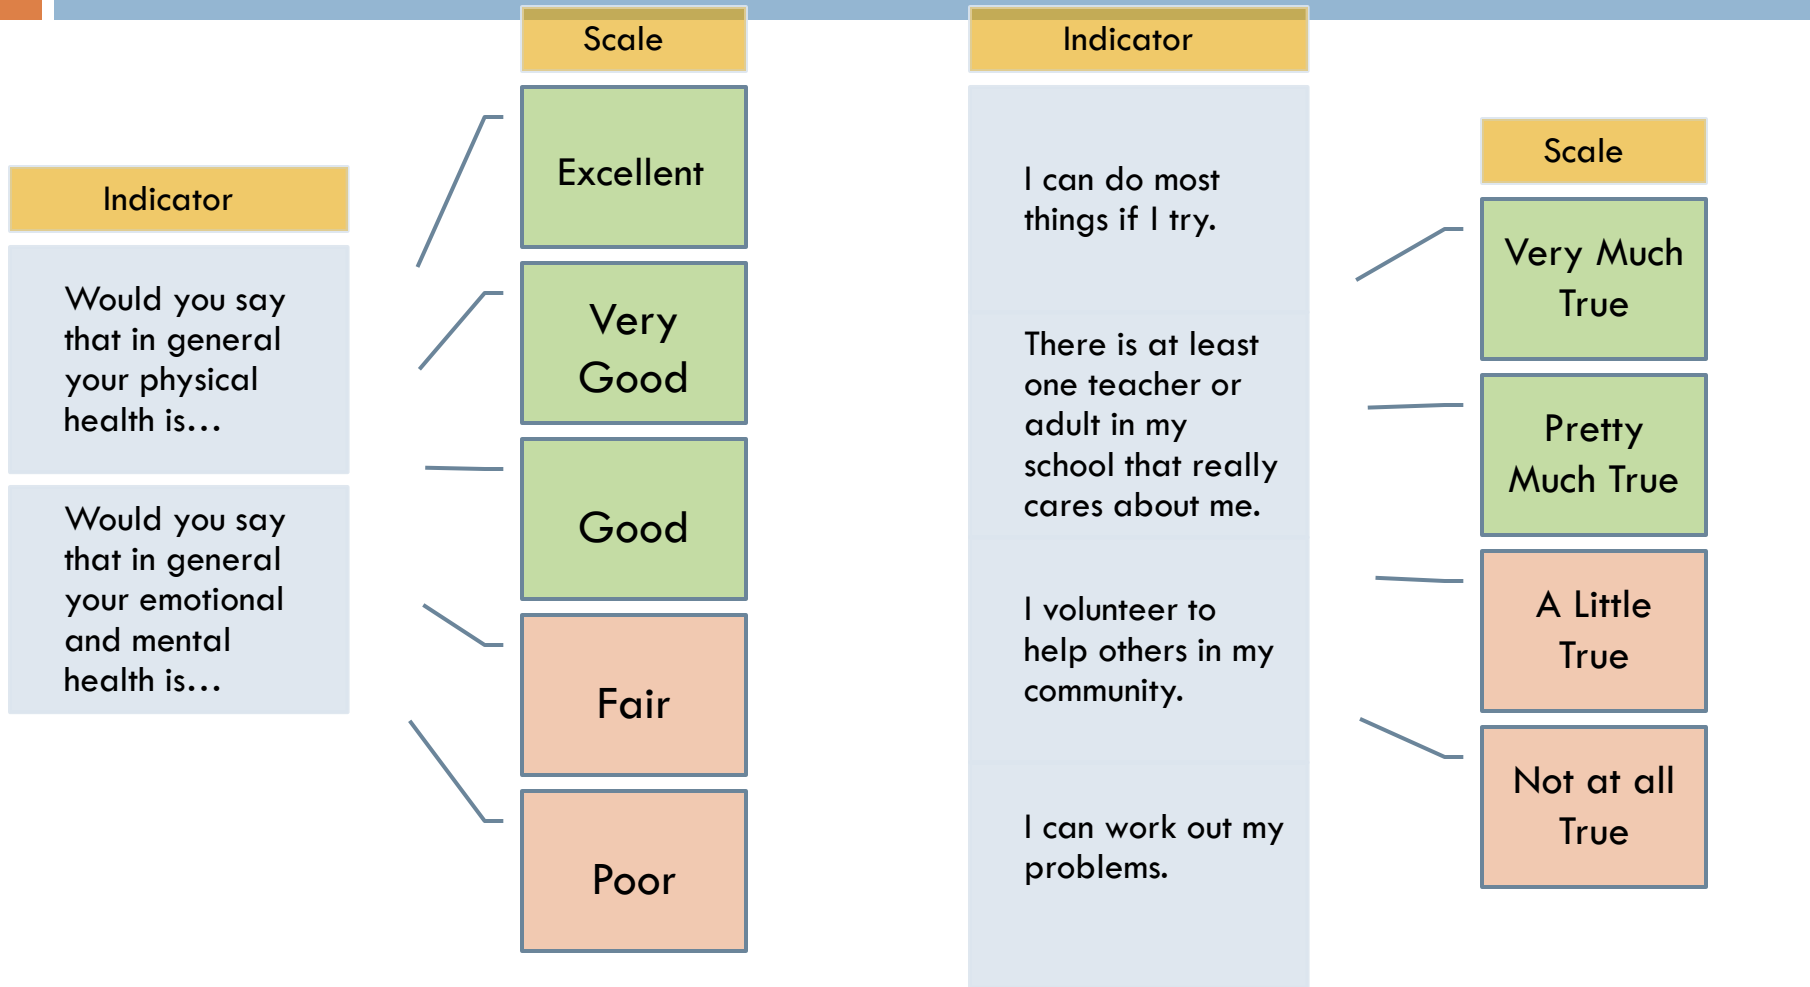 Indicator
Would you say
that in general
your physical
health is...
Would you say
that in general
your emotional
and mental
health is...
Scale
Excellent
Very
Good
Good
Fair
Poor
Indicator
I can do most
things if I try.
There is at least
one teacher or
adult in my
school that really
cares about me.
I volunteer to
help others in my
community.
I can work out my
problems.
Scale
Very Much
True
Pretty
Much True
A Little
True
Not at all
True